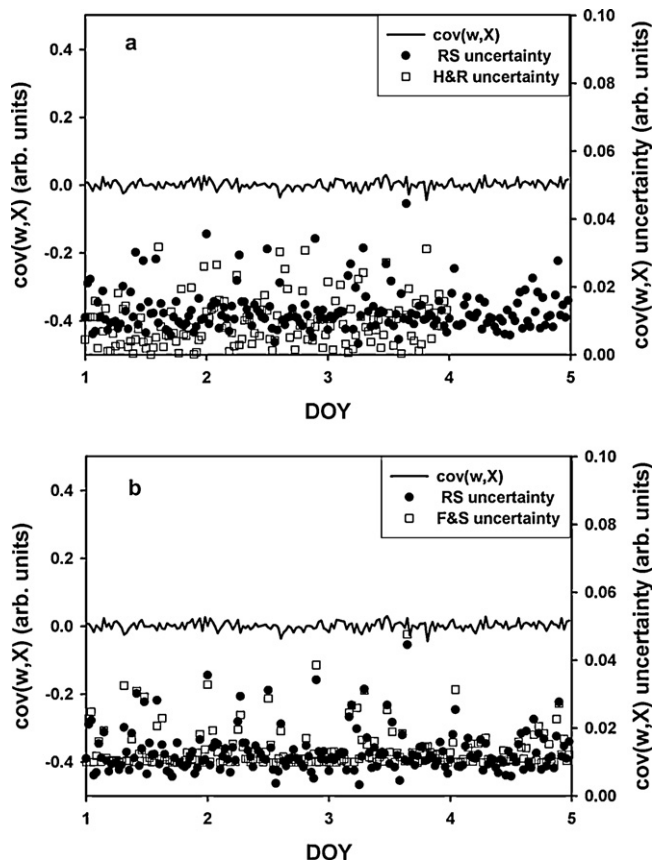 a
cov(w,X)
RS uncertainty
H&R uncertainty
0.4
0.2
0.0
-0.2
-0.4
0.10
0.08
0.06
0.04
0.02
0.00
cov(w,X) (arb. units)
cov(w,X) uncertainty (arb. units)
1 2 3 4 5
DOY
b
cov(w,X)
RS uncertainty
F&S uncertainty
0.4
0.2
0.0
-0.2
-0.4
0.10
0.08
0.06
0.04
0.02
0.00
cov(w,X) (arb. units)
cov(w,X) uncertainty (arb. units)
1 2 3 4 5
DOY